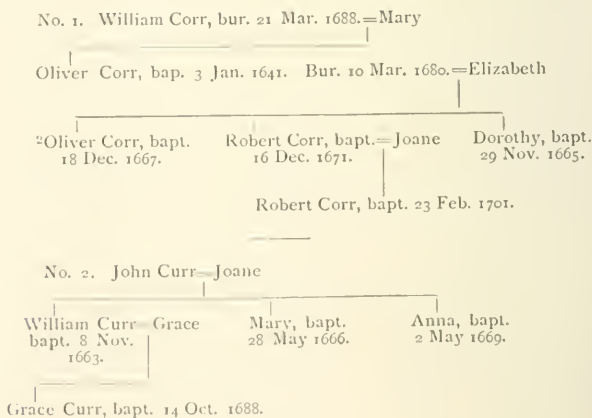 No. 1. William Corr, bur. 21 Mar. 1688.=Mary
Oliver Corr, bap. 3 Jan. 1641. Bur. 10 Mar. 1680.=Elizabeth
²Oliver Corr, bapt. Robert Corr, bapt.=Joane Dorothy, bapt.
18 Dec. 1667. 16 Dec. 1671. 29 Nov. 1665.
Robert Corr, bapt. 23 Feb. 1701.
No. 2. John Curr=Joane
William Curr=Grace Mary, bapt. Anna, bapt.
bapt. 8 Nov. 28 May 1666. 2 May 1669.
1663.
Grace Curr, bapt. 14 Oct. 1688.